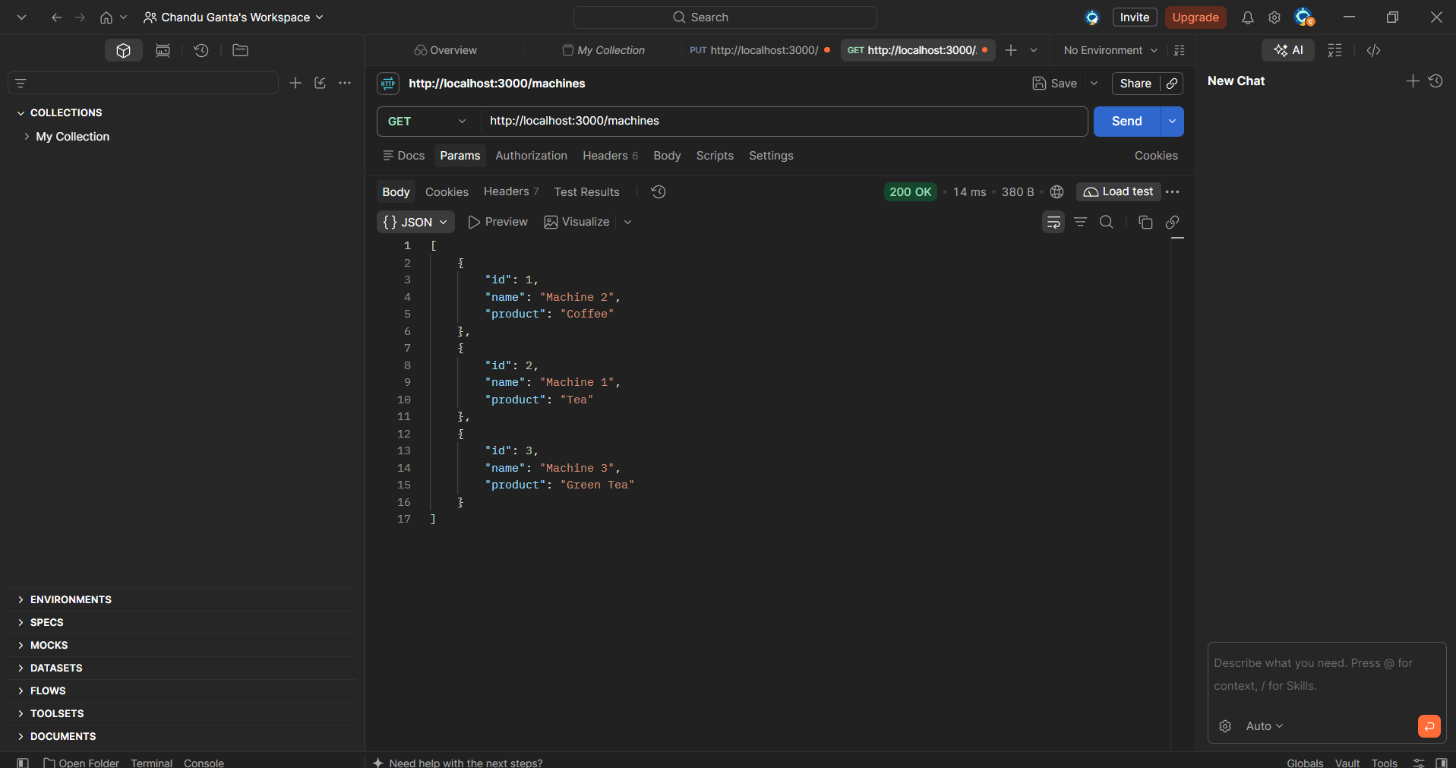 Chandu Ganta's Workspace
Search
Invite
Upgrade
Overview
My Collection
PUT http://localhost:3000/
GET http://localhost:3000/.
No Environment
AI
COLLECTIONS
My Collection
ENVIRONMENTS
SPECS
MOCKS
DATASETS
FLOWS
TOOLSETS
DOCUMENTS
HTTP http://localhost:3000/machines
Save
Share
GET http://localhost:3000/machines
Send
Docs Params Authorization Headers 6 Body Scripts Settings
Cookies
Body Cookies Headers 7 Test Results
200 OK • 14 ms • 380 B
Load test
{} JSON Preview Visualize
1 [
2 {
3 "id": 1,
4 "name": "Machine 2",
5 "product": "Coffee"
6 },
7 {
8 "id": 2,
9 "name": "Machine 1",
10 "product": "Tea"
11 },
12 {
13 "id": 3,
14 "name": "Machine 3",
15 "product": "Green Tea"
16 }
17 ]
New Chat
Describe what you need. Press @ for
context, / for Skills.
Auto
Open Folder Terminal Console
Need help with the next steps?
Globals Vault Tools